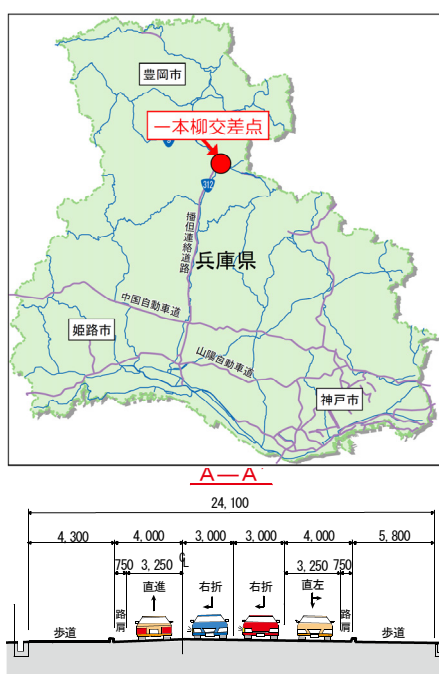 豊岡市
一本柳交差点
9
312
播但連絡道路
兵庫県
中国自動車道
姫路市
山陽自動車道
神戸市
A—A'
24,100
4,300 4,000 3,000 3,000 4,000 5,800
750 3,250 CL 3,250 750
直進 右折 右折 直左
路肩 路肩
歩道 歩道